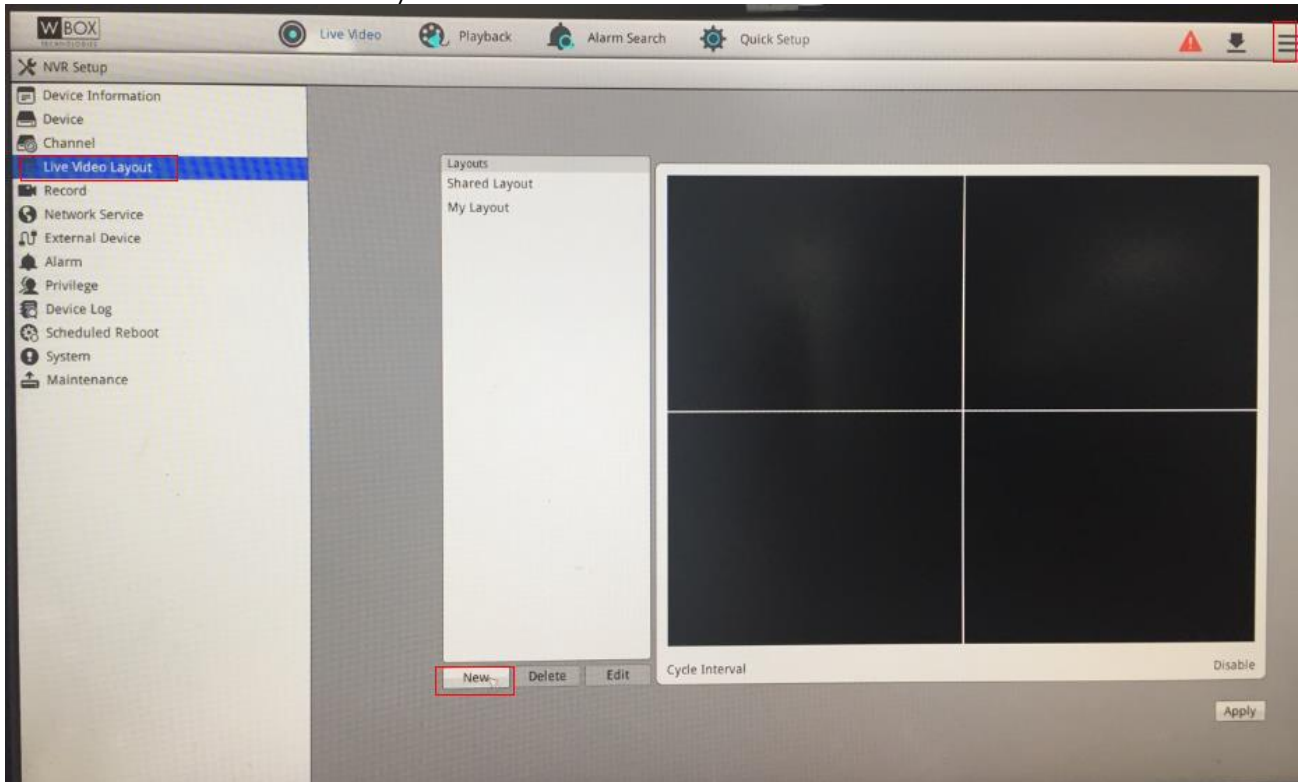 W BOX
TECHNOLOGIES
Live Video
Playback
Alarm Search
Quick Setup
NVR Setup
Device Information
Device
Channel
Live Video Layout
Record
Network Service
External Device
Alarm
Privilege
Device Log
Scheduled Reboot
System
Maintenance
Layouts
Shared Layout
My Layout
New
Delete
Edit
Cycle Interval
Disable
Apply